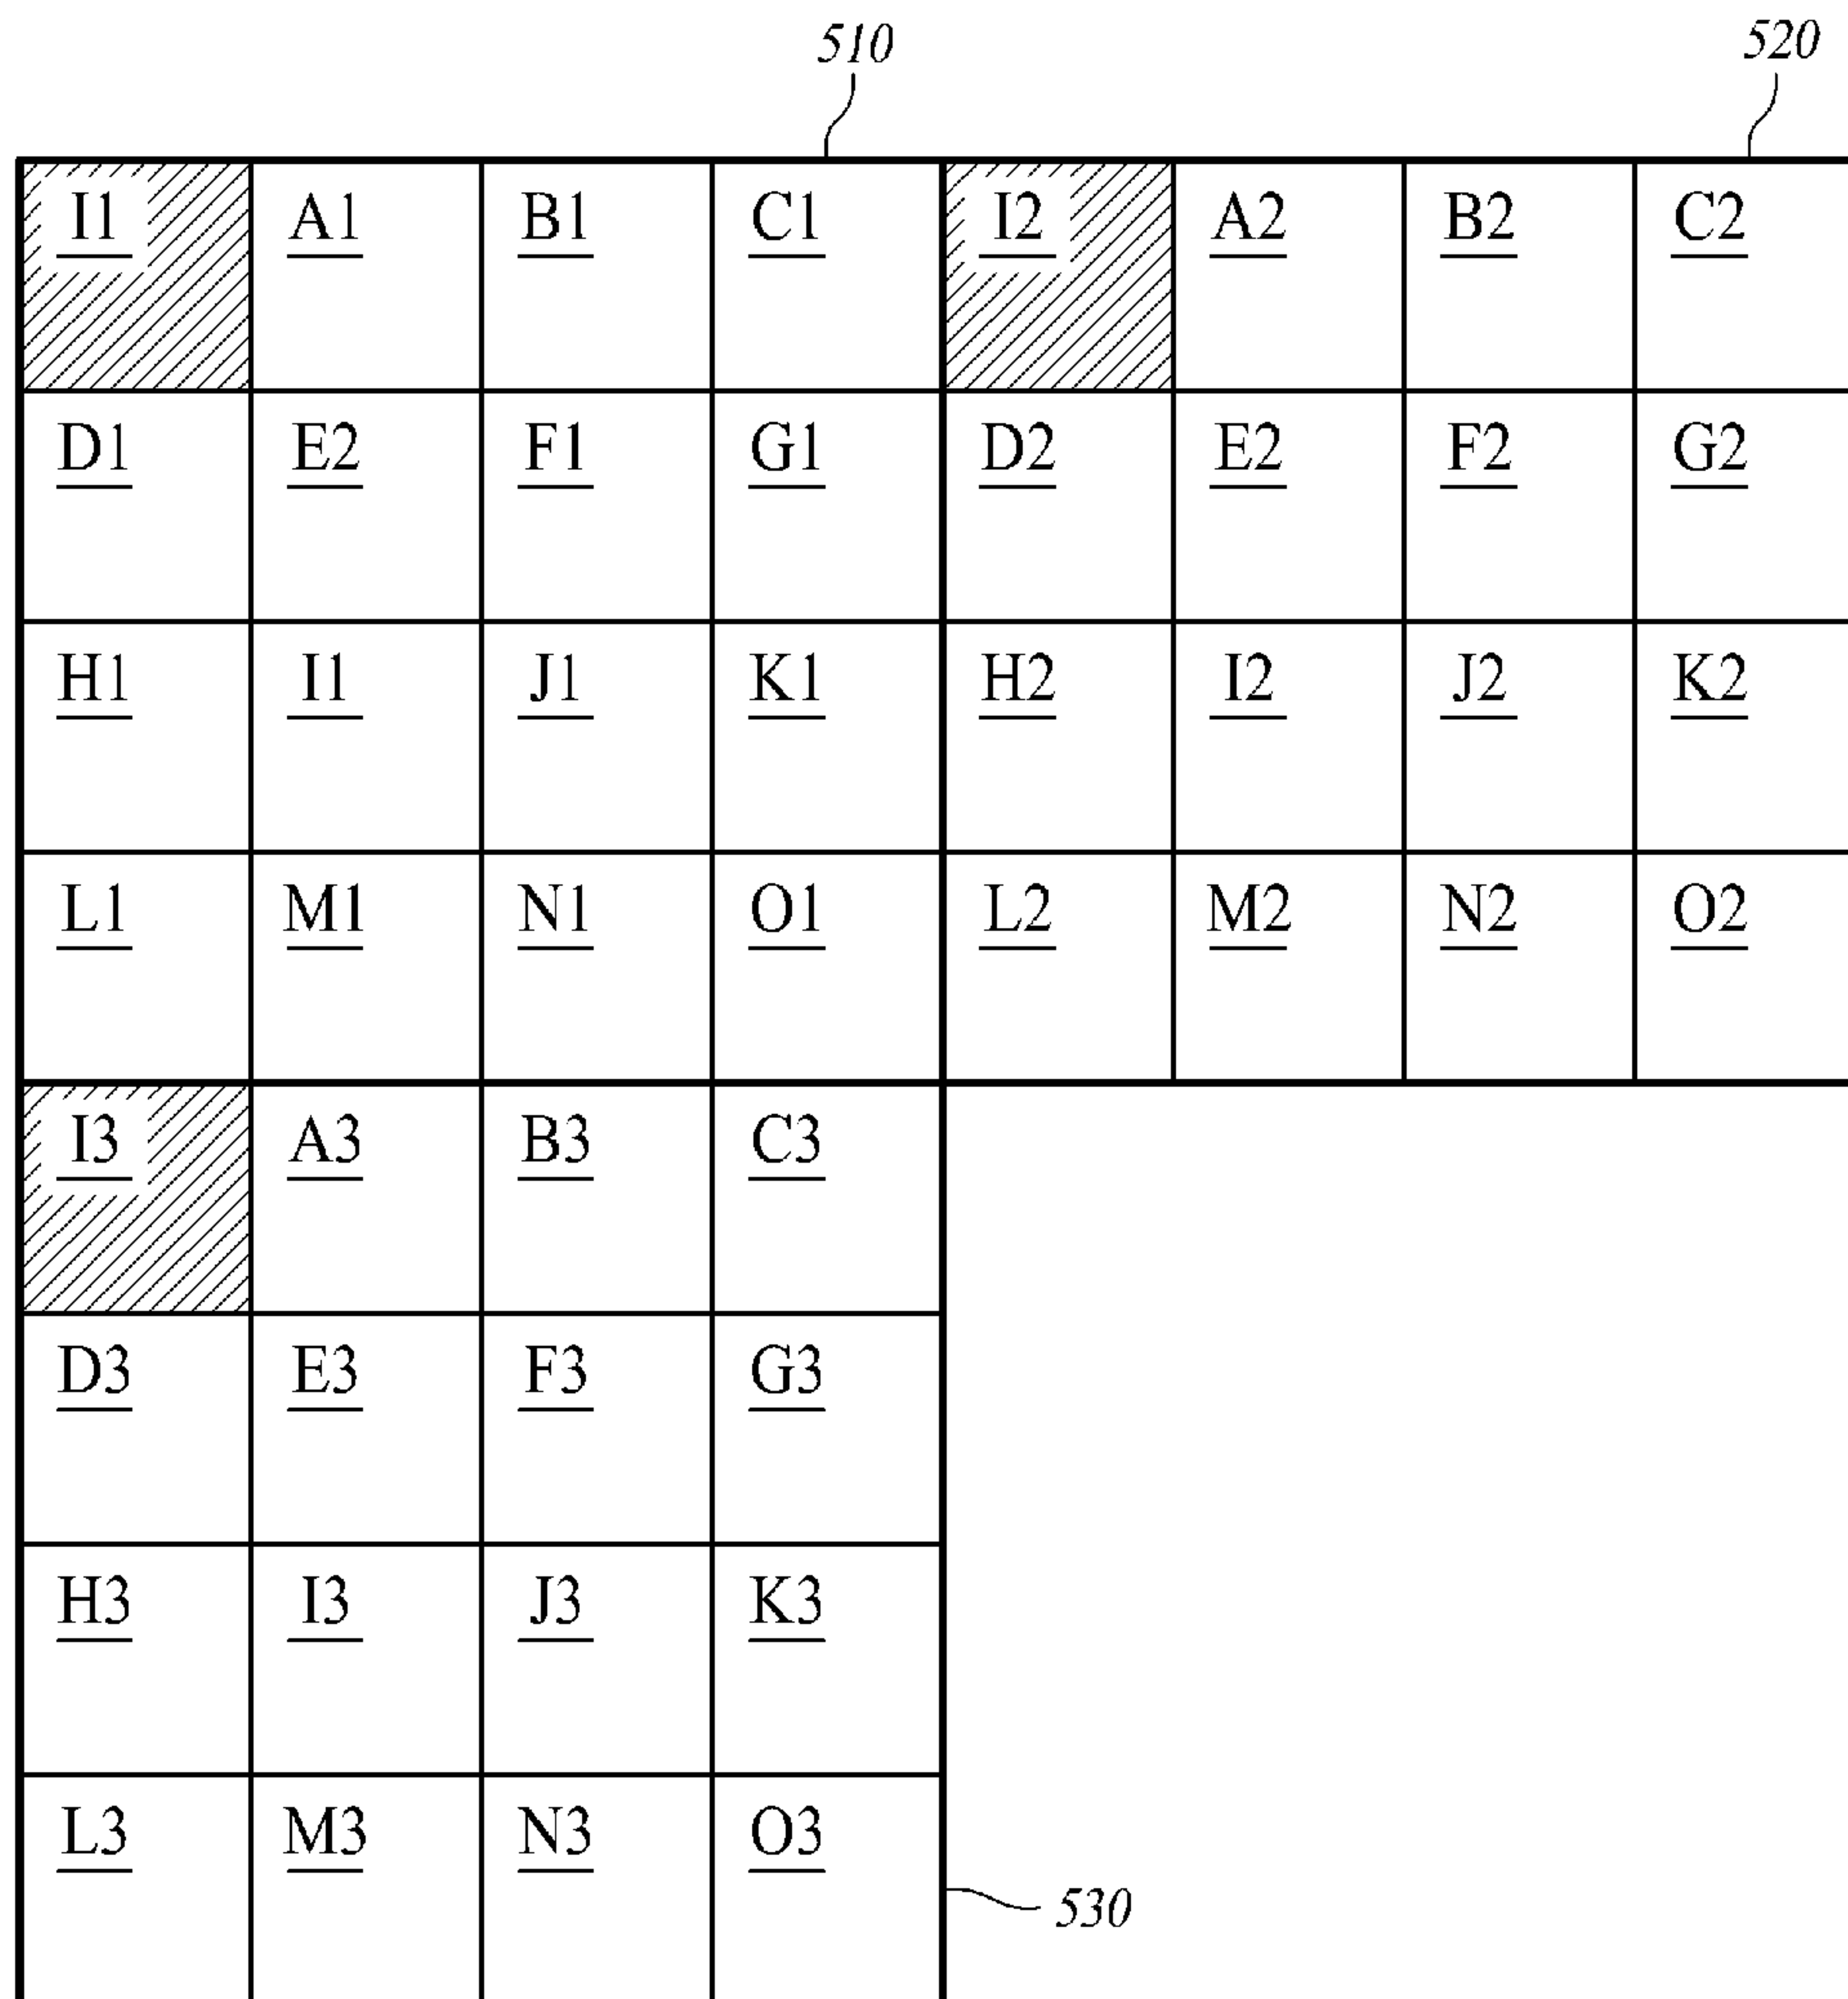 510 520
I1 A1 B1 C1 I2 A2 B2 C2
D1 E2 F1 G1 D2 E2 F2 G2
H1 I1 J1 K1 H2 I2 J2 K2
L1 M1 N1 O1 L2 M2 N2 O2
I3 A3 B3 C3
D3 E3 F3 G3
H3 I3 J3 K3
L3 M3 N3 O3
530